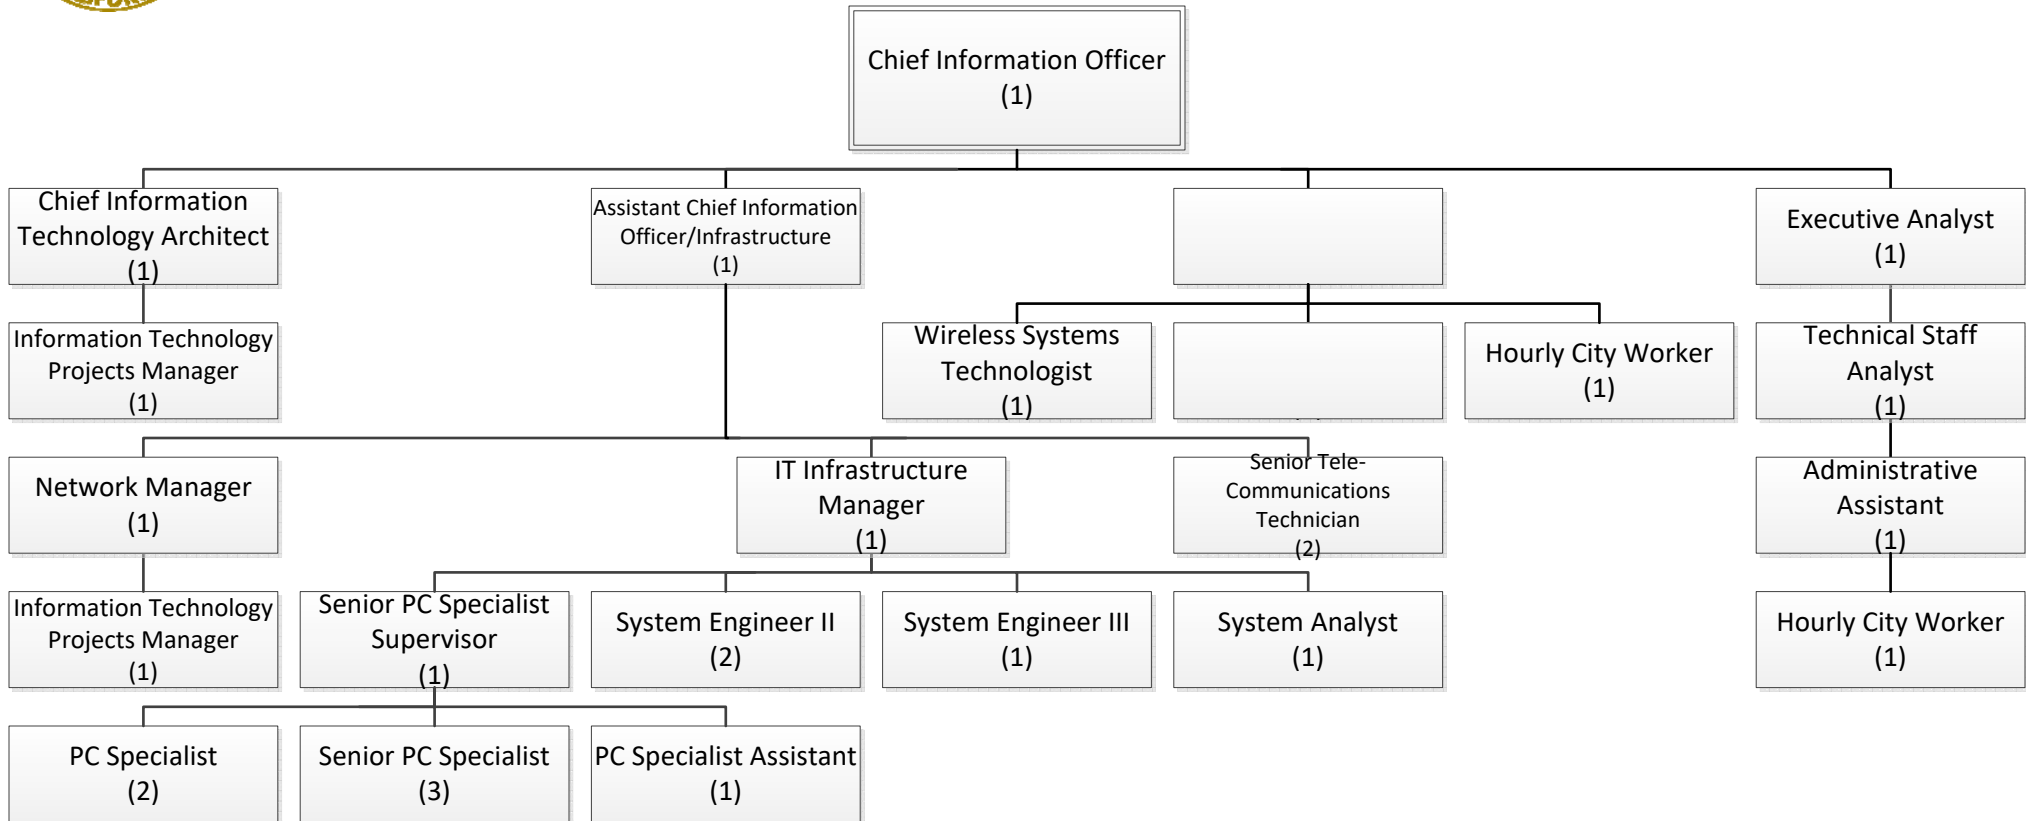 Chief Information Officer
(1)
Chief Information
Technology Architect
(1)
Assistant Chief Information
Officer/Infrastructure
(1)
Executive Analyst
(1)
Information Technology
Projects Manager
(1)
Wireless Systems
Technologist
(1)
Hourly City Worker
(1)
Technical Staff
Analyst
(1)
Network Manager
(1)
IT Infrastructure
Manager
(1)
Senior Tele-
Communications
Technician
(2)
Administrative
Assistant
(1)
Information Technology
Projects Manager
(1)
Senior PC Specialist
Supervisor
(1)
System Engineer II
(2)
System Engineer III
(1)
System Analyst
(1)
Hourly City Worker
(1)
PC Specialist
(2)
Senior PC Specialist
(3)
PC Specialist Assistant
(1)